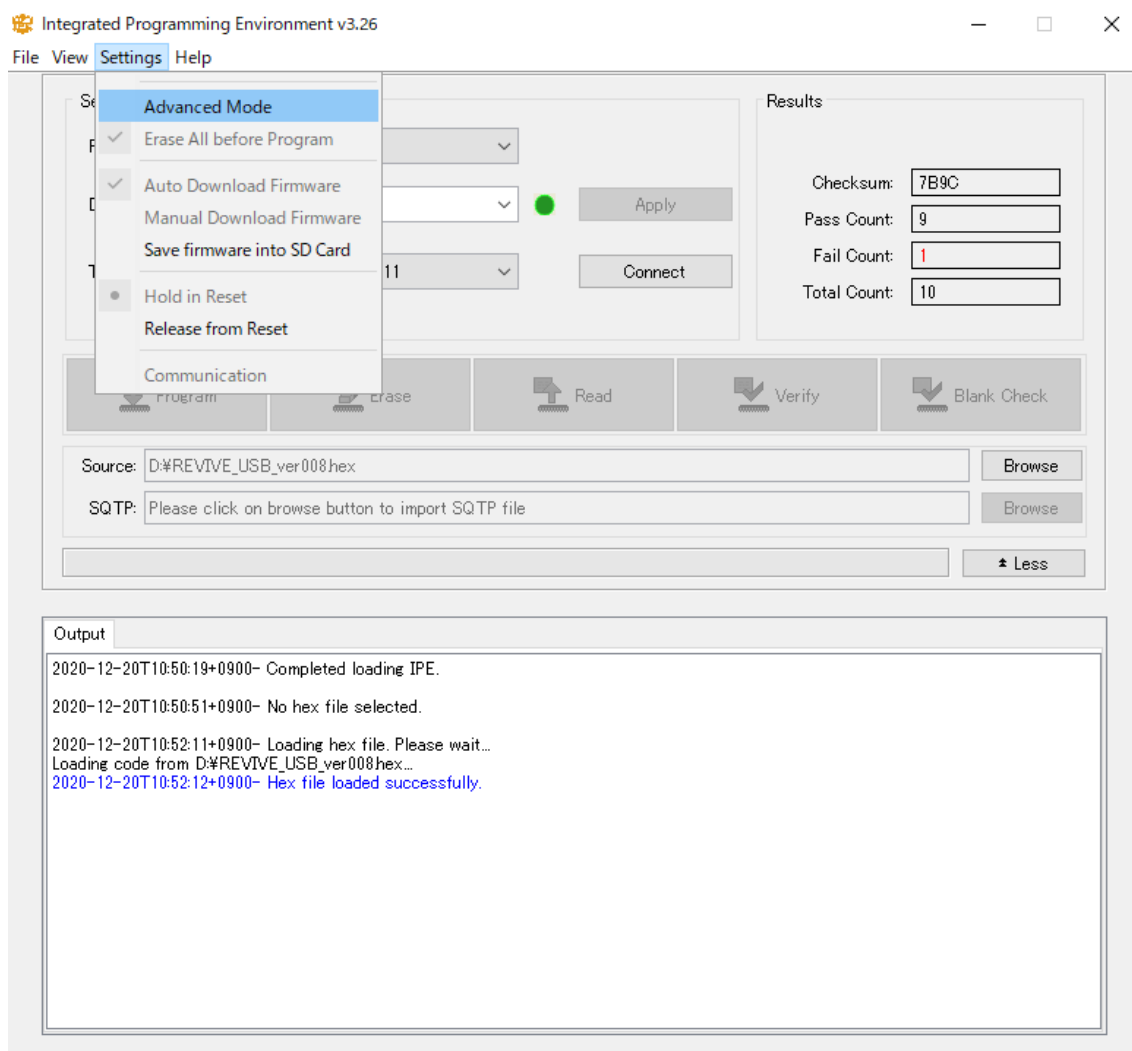 Integrated Programming Environment v3.26
File View Settings Help
Advanced Mode
Erase All before Program
Auto Download Firmware
Manual Download Firmware
Save firmware into SD Card
Hold in Reset
Release from Reset
Communication
11
Apply
Connect
Results
Checksum: 7B9C
Pass Count: 9
Fail Count: 1
Total Count: 10
Program
Erase
Read
Verify
Blank Check
Source: D:¥REVIVE_USB_ver008.hex
Browse
SQTP: Please click on browse button to import SQTP file
Browse
Less
Output
2020-12-20T10:50:19+0900- Completed loading IPE.
2020-12-20T10:50:51+0900- No hex file selected.
2020-12-20T10:52:11+0900- Loading hex file. Please wait...
Loading code from D:¥REVIVE_USB_ver008.hex...
2020-12-20T10:52:12+0900- Hex file loaded successfully.